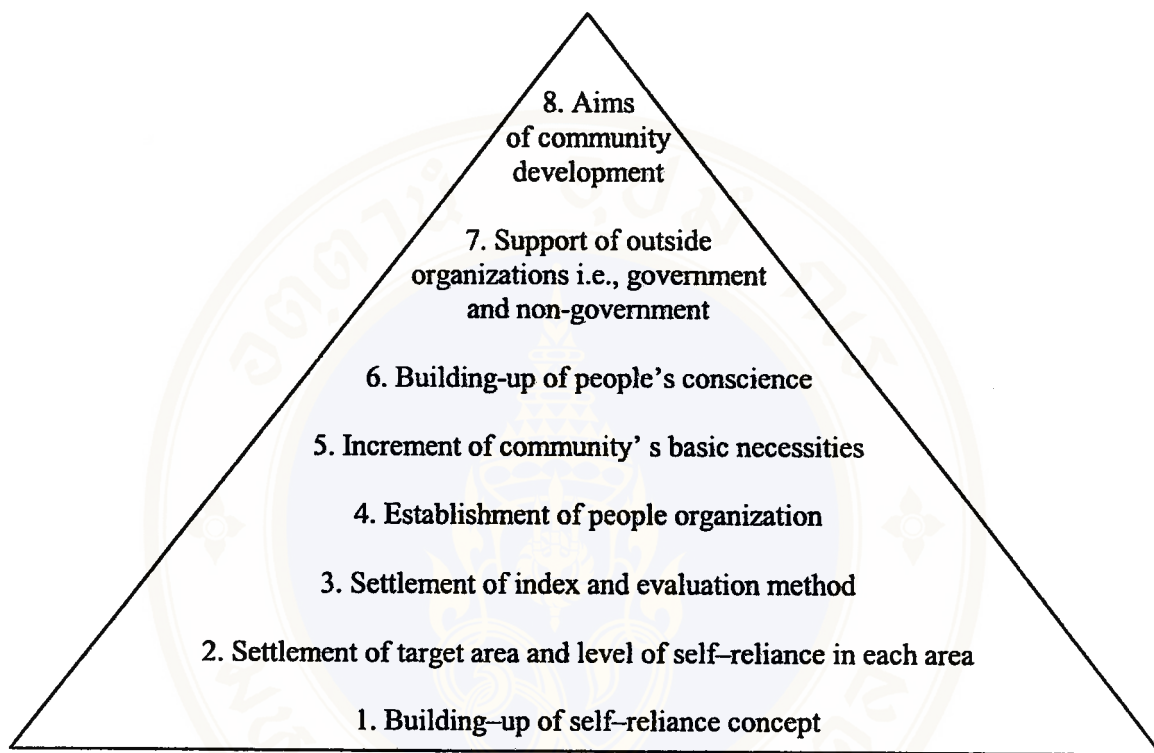 8. Aims
of community
development
7. Support of outside
organizations i.e., government
and non-government
6. Building-up of people's conscience
5. Increment of community' s basic necessities
4. Establishment of people organization
3. Settlement of index and evaluation method
2. Settlement of target area and level of self–reliance in each area
1. Building–up of self–reliance concept